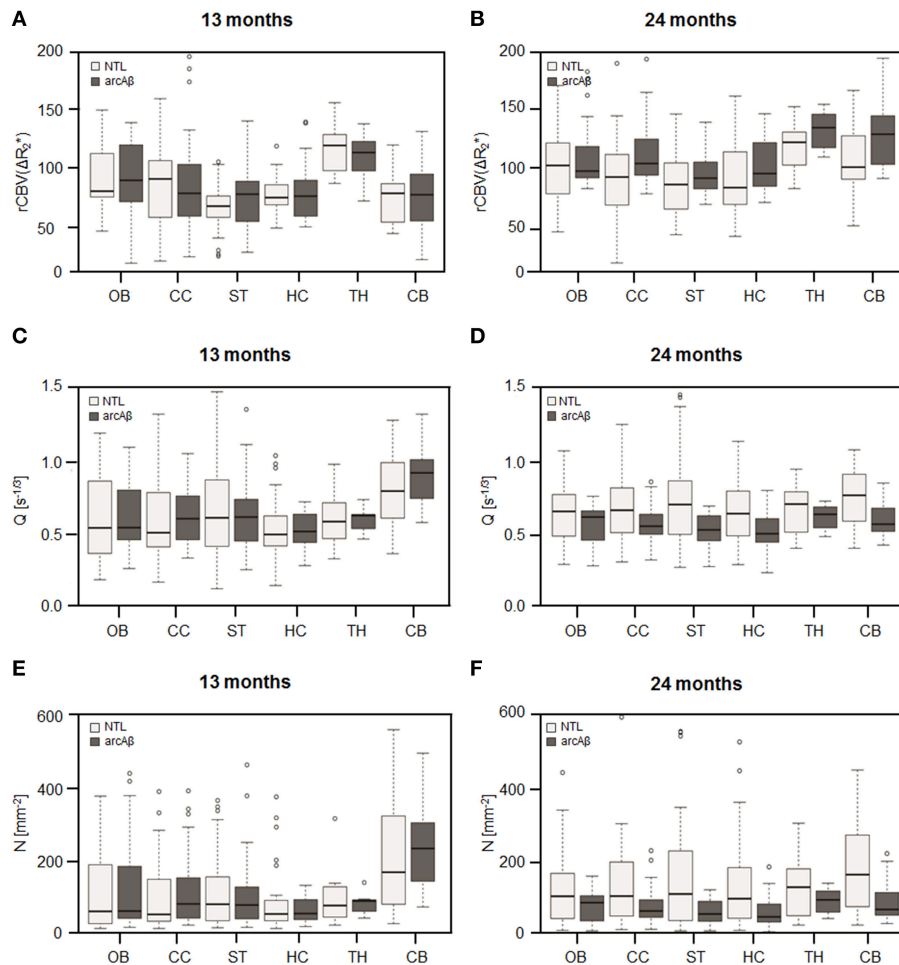 A
13 months
200
150
100
50
0
rCBV(ΔR₂*)
NTL
arcAβ
OB CC ST HC TH CB
B
24 months
200
150
100
50
0
rCBV(ΔR₂*)
NTL
arcAβ
OB CC ST HC TH CB
C
13 months
1.5
1.0
0.5
0.0
Q [s⁻¹/³]
NTL
arcAβ
OB CC ST HC TH CB
D
24 months
1.5
1.0
0.5
0.0
Q [s⁻¹/³]
NTL
arcAβ
OB CC ST HC TH CB
E
13 months
600
400
200
0
N [mm⁻²]
NTL
arcAβ
OB CC ST HC TH CB
F
24 months
600
400
200
0
N [mm⁻²]
NTL
arcAβ
OB CC ST HC TH CB